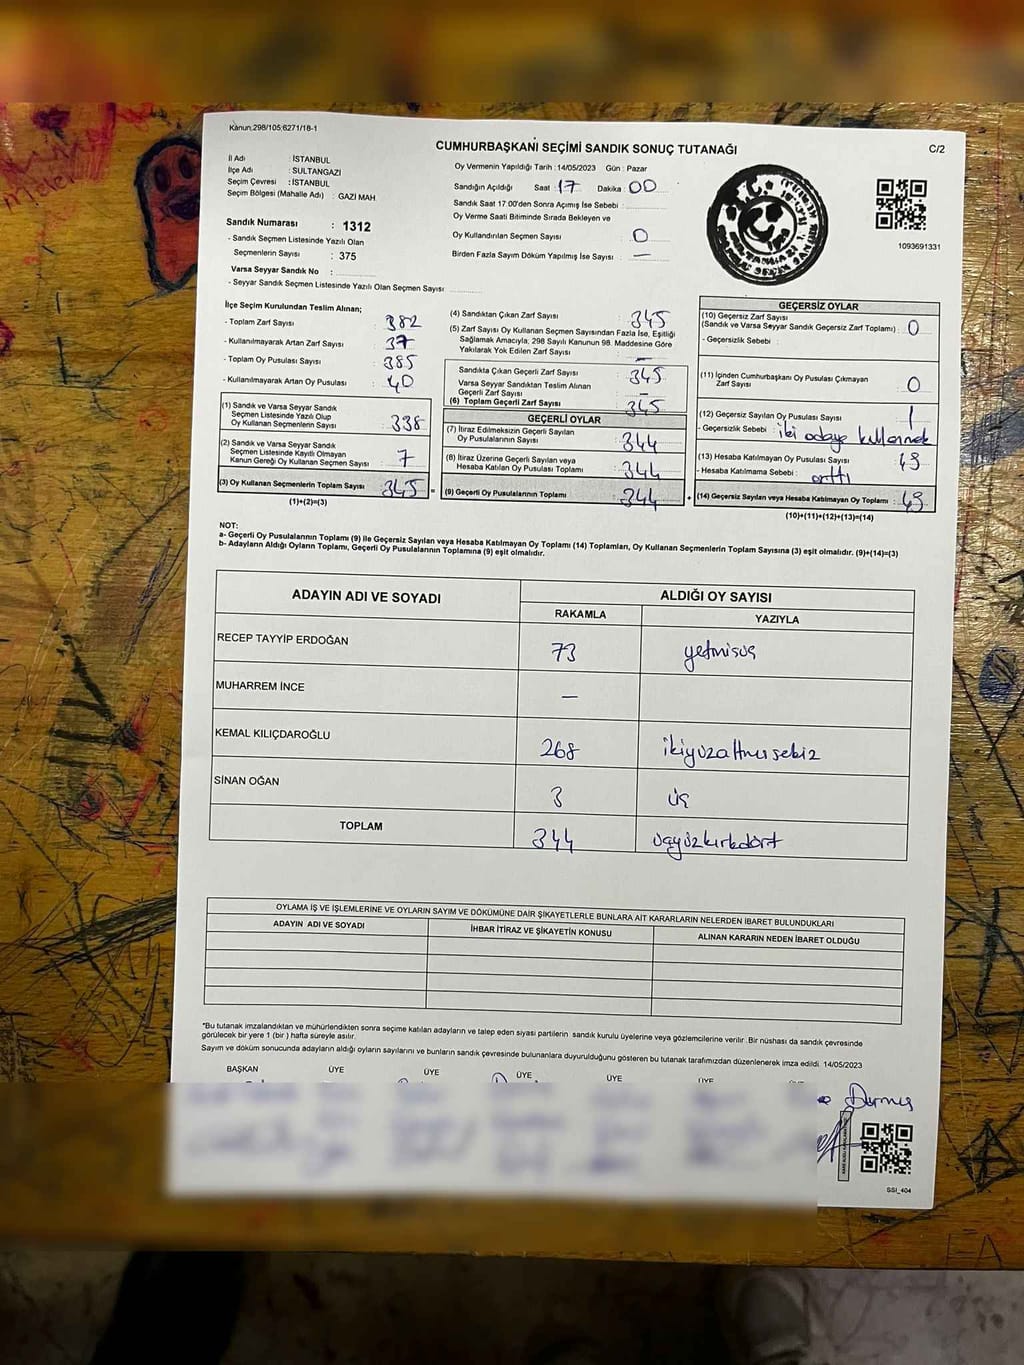 Kanun:298/105;6271/18-1
CUMHURBAŞKANI SEÇİMİ SANDIK SONUÇ TUTANAĞI
C/2
İl Adı : İSTANBUL
İlçe Adı : SULTANGAZİ
Seçim Çevresi : İSTANBUL
Seçim Bölgesi (Mahalle Adı) : GAZİ MAH
Sandık Numarası : 1312
- Sandık Seçmen Listesinde Yazılı Olan
Seçmenlerin Sayısı : 375
Varsa Seyyar Sandık No :
- Seyyar Sandık Seçmen Listesinde Yazılı Olan Seçmen Sayısı
Oy Vermenin Yapıldığı Tarih : 14/05/2023 Gün : Pazar
Sandığın Açıldığı Saat : 17 Dakika : 00
Sandık Saat 17:00'den Sonra Açılmış İse Sebebi :
Oy Verme Saati Bitiminde Sırada Bekleyen ve
Oy Kullandırılan Seçmen Sayısı : 0
Birden Fazla Sayım Döküm Yapılmış İse Sayısı : —
1093691331
İlçe Seçim Kurulundan Teslim Alınan;
- Toplam Zarf Sayısı : 382
- Kullanılmayarak Artan Zarf Sayısı : 37
- Toplam Oy Pusulası Sayısı : 385
- Kullanılmayarak Artan Oy Pusulası : 40
(1) Sandık ve Varsa Seyyar Sandık
Seçmen Listesinde Yazılı Olup
Oy Kullanan Seçmenlerin Sayısı : 338
(2) Sandık ve Varsa Seyyar Sandık
Seçmen Listesinde Kayıtlı Olmayan
Kanun Gereği Oy Kullanan Seçmen Sayısı : 7
(3) Oy Kullanan Seçmenlerin Toplam Sayısı : 345
(1)+(2)=(3)
(4) Sandıktan Çıkan Zarf Sayısı : 345
(5) Zarf Sayısı Oy Kullanan Seçmen Sayısından Fazla İse, Eşitliği
Sağlamak Amacıyla; 298 Sayılı Kanunun 98. Maddesine Göre
Yakılarak Yok Edilen Zarf Sayısı : —
Sandıkta Çıkan Geçerli Zarf Sayısı : 345
Varsa Seyyar Sandıktan Teslim Alınan
Geçerli Zarf Sayısı : —
(6) Toplam Geçerli Zarf Sayısı : 345
GEÇERLİ OYLAR
(7) İtiraz Edilmeksizin Geçerli Sayılan
Oy Pusulalarının Sayısı : 344
(8) İtiraz Üzerine Geçerli Sayılan veya
Hesaba Katılan Oy Pusulası Toplamı : 344
(9) Geçerli Oy Pusulalarının Toplamı : 344
GEÇERSİZ OYLAR
(10) Geçersiz Zarf Sayısı
(Sandık ve Varsa Seyyar Sandık Geçersiz Zarf Toplamı) : 0
- Geçersizlik Sebebi :
(11) İçinden Cumhurbaşkanı Oy Pusulası Çıkmayan
Zarf Sayısı : 0
(12) Geçersiz Sayılan Oy Pusulası Sayısı : 1
- Geçersizlik Sebebi : iki adaya kullanmak
(13) Hesaba Katılmayan Oy Pusulası Sayısı :
- Hesaba Katılmama Sebebi : arttı
(14) Geçersiz Sayılan veya Hesaba Katılmayan Oy Toplamı :
(10)+(11)+(12)+(13)=(14)
NOT:
a- Geçerli Oy Pusulalarının Toplamı (9) ile Geçersiz Sayılan veya Hesaba Katılmayan Oy Toplamı (14) Toplamları, Oy Kullanan Seçmenlerin Toplam Sayısına (3) eşit olmalıdır. (9)+(14)=(3)
b- Adayların Aldığı Oyların Toplamı, Geçerli Oy Pusulalarının Toplamına (9) eşit olmalıdır.
ADAYIN ADI VE SOYADI
ALDIĞI OY SAYISI
RAKAMLA YAZIYLA
RECEP TAYYİP ERDOĞAN 73 yetmişüç
MUHARREM İNCE —
KEMAL KILIÇDAROĞLU 268 ikiyüzaltmışsekiz
SİNAN OĞAN 3 üç
TOPLAM 344 üçyüzkırkdört
OYLAMA İŞ VE İŞLEMLERİNE VE OYLARIN SAYIM VE DÖKÜMÜNE DAİR ŞİKAYETLERLE BUNLARA AİT KARARLARIN NELERDEN İBARET BULUNDUKLARI
ADAYIN ADI VE SOYADI İHBAR İTİRAZ VE ŞİKAYETİN KONUSU ALINAN KARARIN NEDEN İBARET OLDUĞU
"Bu tutanak imzalandıktan ve mühürlendikten sonra seçime katılan adayların ve talep eden siyasi partilerin sandık kurulu üyelerine veya gözlemcilerine verilir. Bir nüshası da sandık çevresinde
görülecek bir yere 1 (bir ) hafta süreyle asılır.
Sayım ve döküm sonucunda adayların aldığı oyların sayılarını ve bunların sandık çevresinde bulunanlara duyurulduğunu gösteren bu tutanak tarafımızdan düzenlenerek imza edildi. 14/05/2023
BAŞKAN ÜYE ÜYE ÜYE ÜYE ÜYE
Durmuş
SSI_404
EA